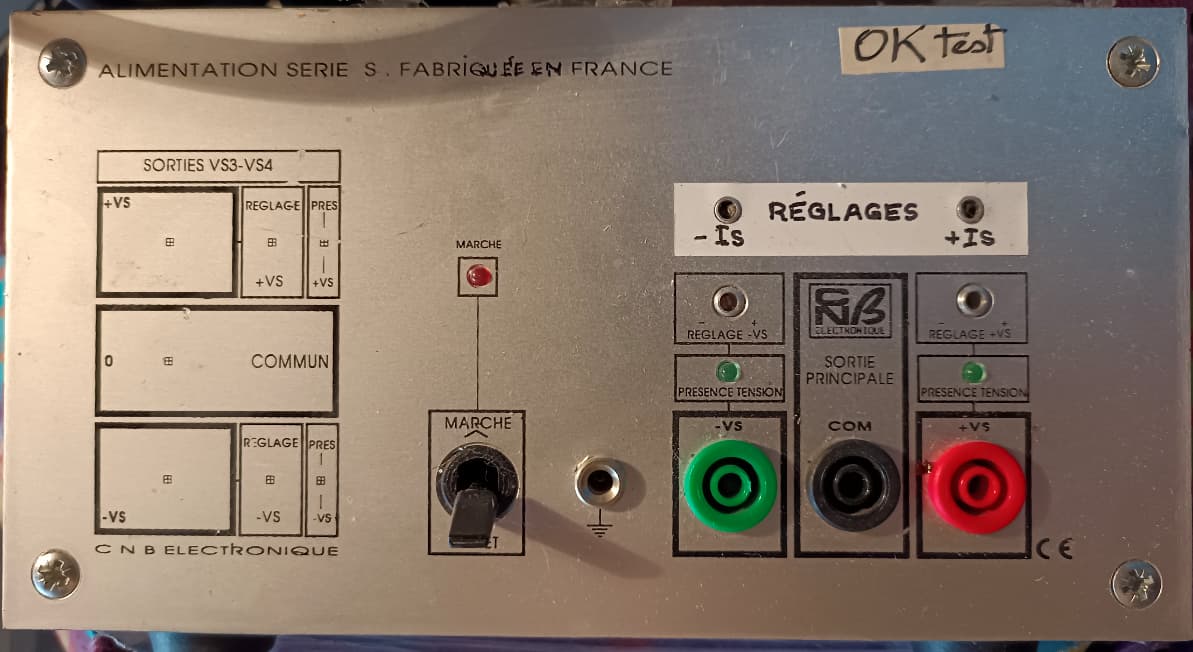 OK test
ALIMENTATION SERIE S . FABRIQUÉE EN FRANCE
SORTIES VS3-VS4
+VS
REGLAGE
+VS
PRES
+VS
O
COMMUN
REGLAGE
-VS
PRES
-VS
-VS
C N B ELECTRONIQUE
MARCHE
MARCHE
RÉGLAGES
- IS
+IS
- +
REGLAGE -VS
PRESENCE TENSION
-VS
CNB
ELECTRONIQUE
SORTIE
PRINCIPALE
COM
- +
REGLAGE +VS
PRESENCE TENSION
+VS
CE